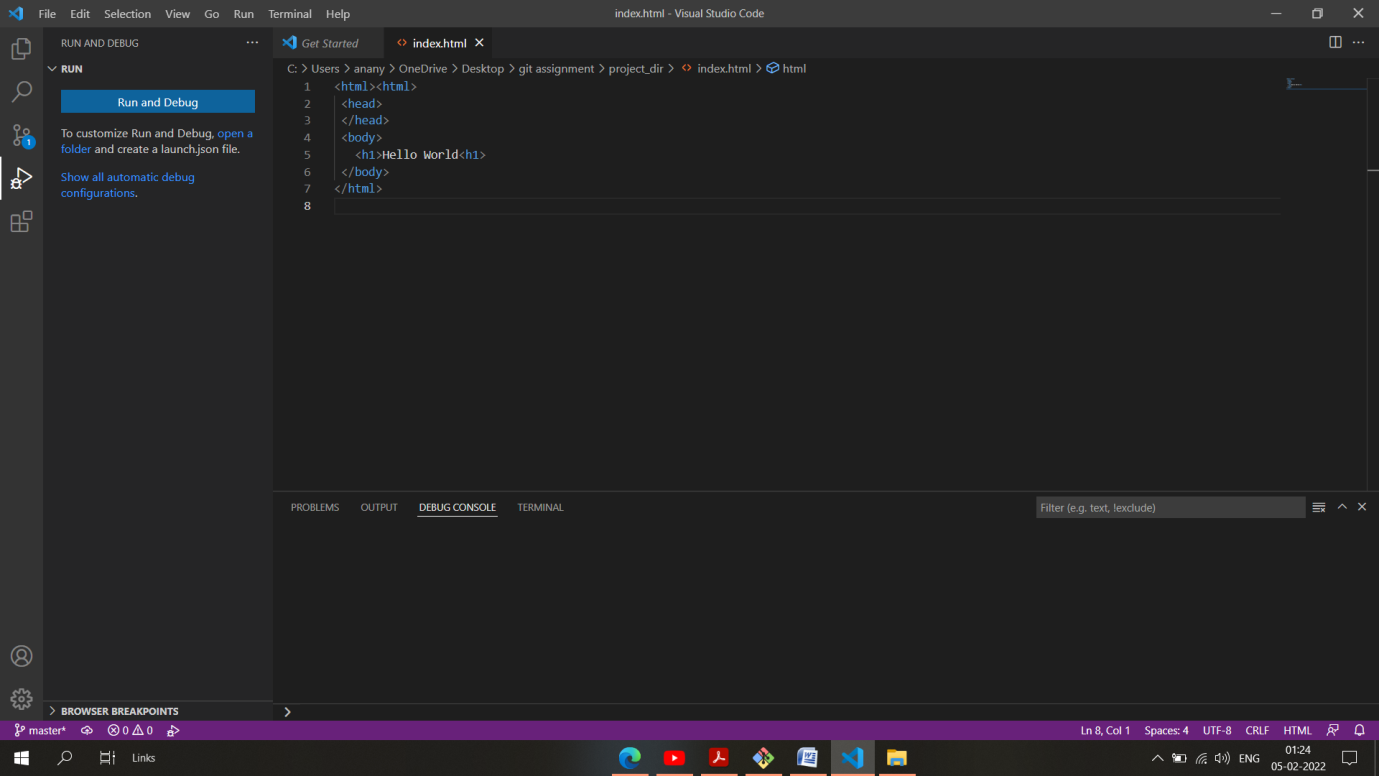 File Edit Selection View Go Run Terminal Help
index.html - Visual Studio Code
RUN AND DEBUG ...
RUN
Run and Debug
To customize Run and Debug, open a
folder and create a launch.json file.
Show all automatic debug
configurations.
BROWSER BREAKPOINTS
Get Started
<> index.html
C: > Users > anany > OneDrive > Desktop > git assignment > project_dir > <> index.html > html
1 <html><html>
2 <head>
3 </head>
4 <body>
5 <h1>Hello World<h1>
6 </body>
7 </html>
8
PROBLEMS OUTPUT DEBUG CONSOLE TERMINAL
Filter (e.g. text, !exclude)
1
master* 0 0
Ln 8, Col 1 Spaces: 4 UTF-8 CRLF HTML
Links
W
ENG
01:24
05-02-2022